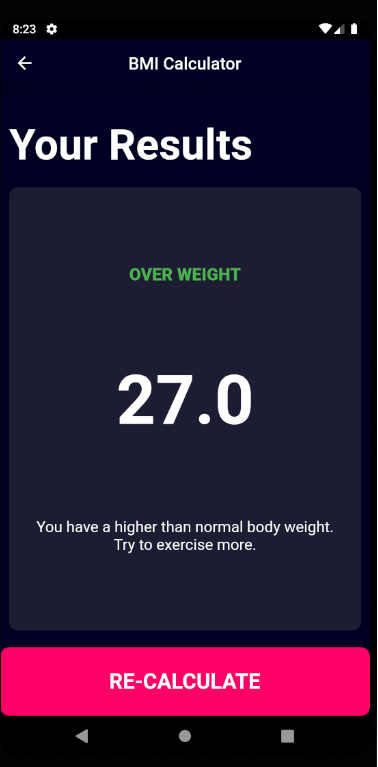 8:23
BMI Calculator
Your Results
OVER WEIGHT
27.0
You have a higher than normal body weight.
Try to exercise more.
RE-CALCULATE